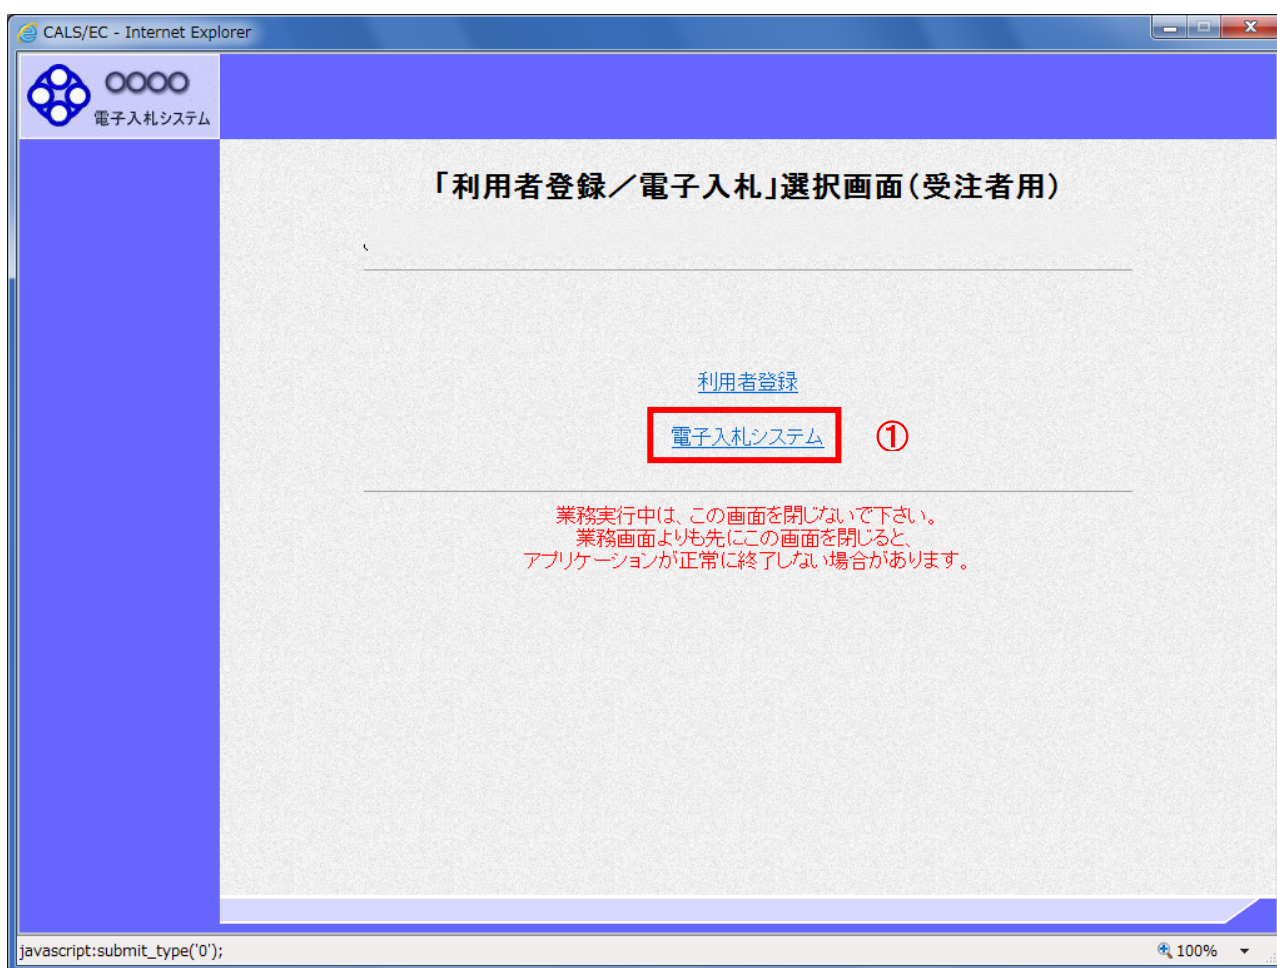 CALS/EC - Internet Explorer
○○○○
電子入札システム
「利用者登録／電子入札」選択画面（受注者用）
利用者登録
電子入札システム ①
業務実行中は、この画面を閉じないで下さい。
業務画面よりも先にこの画面を閉じると、
アプリケーションが正常に終了しない場合があります。
javascript:submit_type('0');
100%